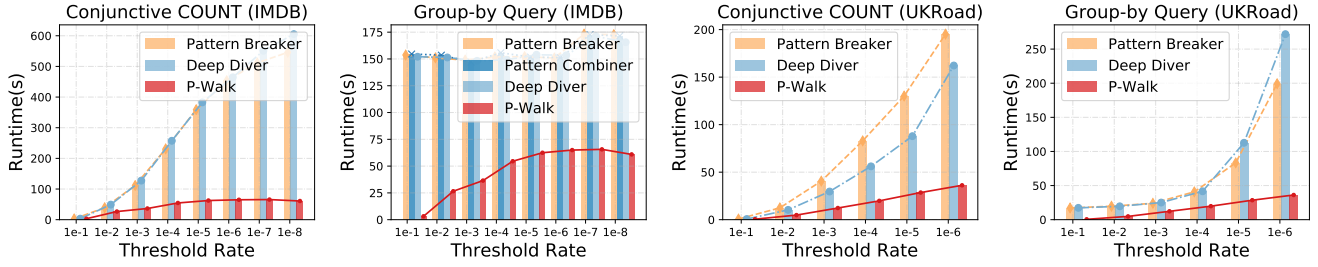 Conjunctive COUNT (IMDB)
Runtime(s)
600
500
400
300
200
100
0
Pattern Breaker
Deep Diver
P-Walk
1e-1 1e-2 1e-3 1e-4 1e-5 1e-6 1e-7 1e-8
Threshold Rate
Group-by Query (IMDB)
Runtime(s)
175
150
125
100
75
50
25
0
Pattern Breaker
Pattern Combiner
Deep Diver
P-Walk
1e-1 1e-2 1e-3 1e-4 1e-5 1e-6 1e-7 1e-8
Threshold Rate
Conjunctive COUNT (UKRoad)
Runtime(s)
200
150
100
50
0
Pattern Breaker
Deep Diver
P-Walk
1e-1 1e-2 1e-3 1e-4 1e-5 1e-6
Threshold Rate
Group-by Query (UKRoad)
Runtime(s)
250
200
150
100
50
0
Pattern Breaker
Deep Diver
P-Walk
1e-1 1e-2 1e-3 1e-4 1e-5 1e-6
Threshold Rate